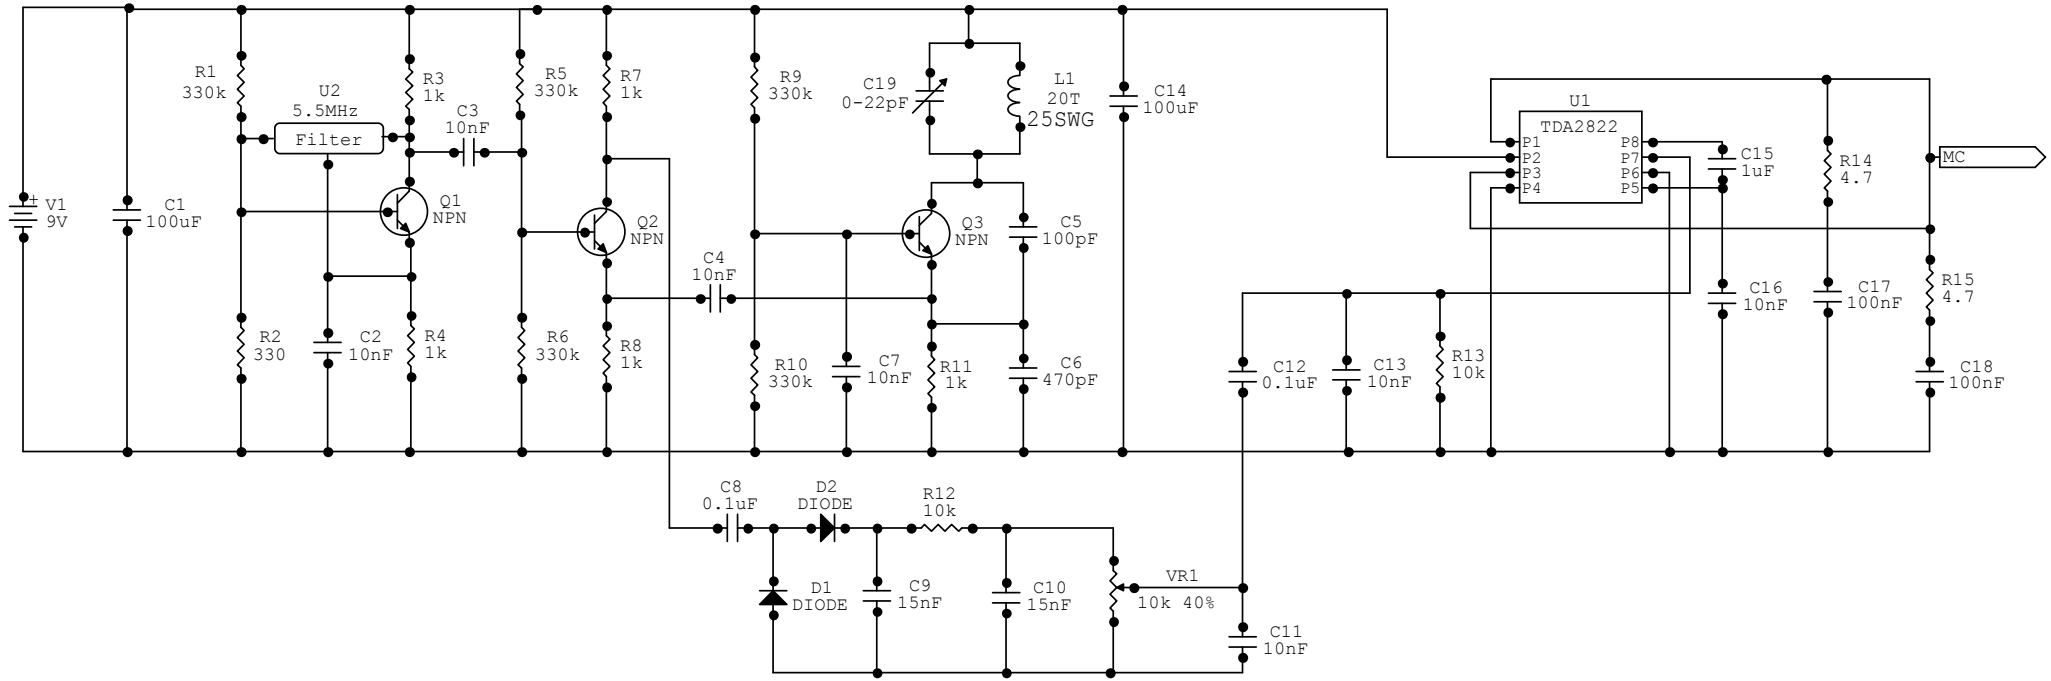 V1
9V
+
C1
100uF
R1
330k
R2
330
U2
5.5MHz
Filter
R3
1k
C3
10nF
Q1
NPN
C2
10nF
R4
1k
R5
330k
R6
330k
R7
1k
Q2
NPN
R8
1k
C4
10nF
R9
330k
R10
330k
C7
10nF
C19
0-22pF
L1
20T
25SWG
Q3
NPN
C5
100pF
R11
1k
C6
470pF
C14
100uF
C8
0.1uF
D2
DIODE
D1
DIODE
R12
10k
C9
15nF
C10
15nF
VR1
10k 40%
C11
10nF
C12
0.1uF
C13
10nF
R13
10k
U1
TDA2822
P1
P2
P3
P4
P8
P7
P6
P5
C15
1uF
C16
10nF
R14
4.7
C17
100nF
MC
R15
4.7
C18
100nF